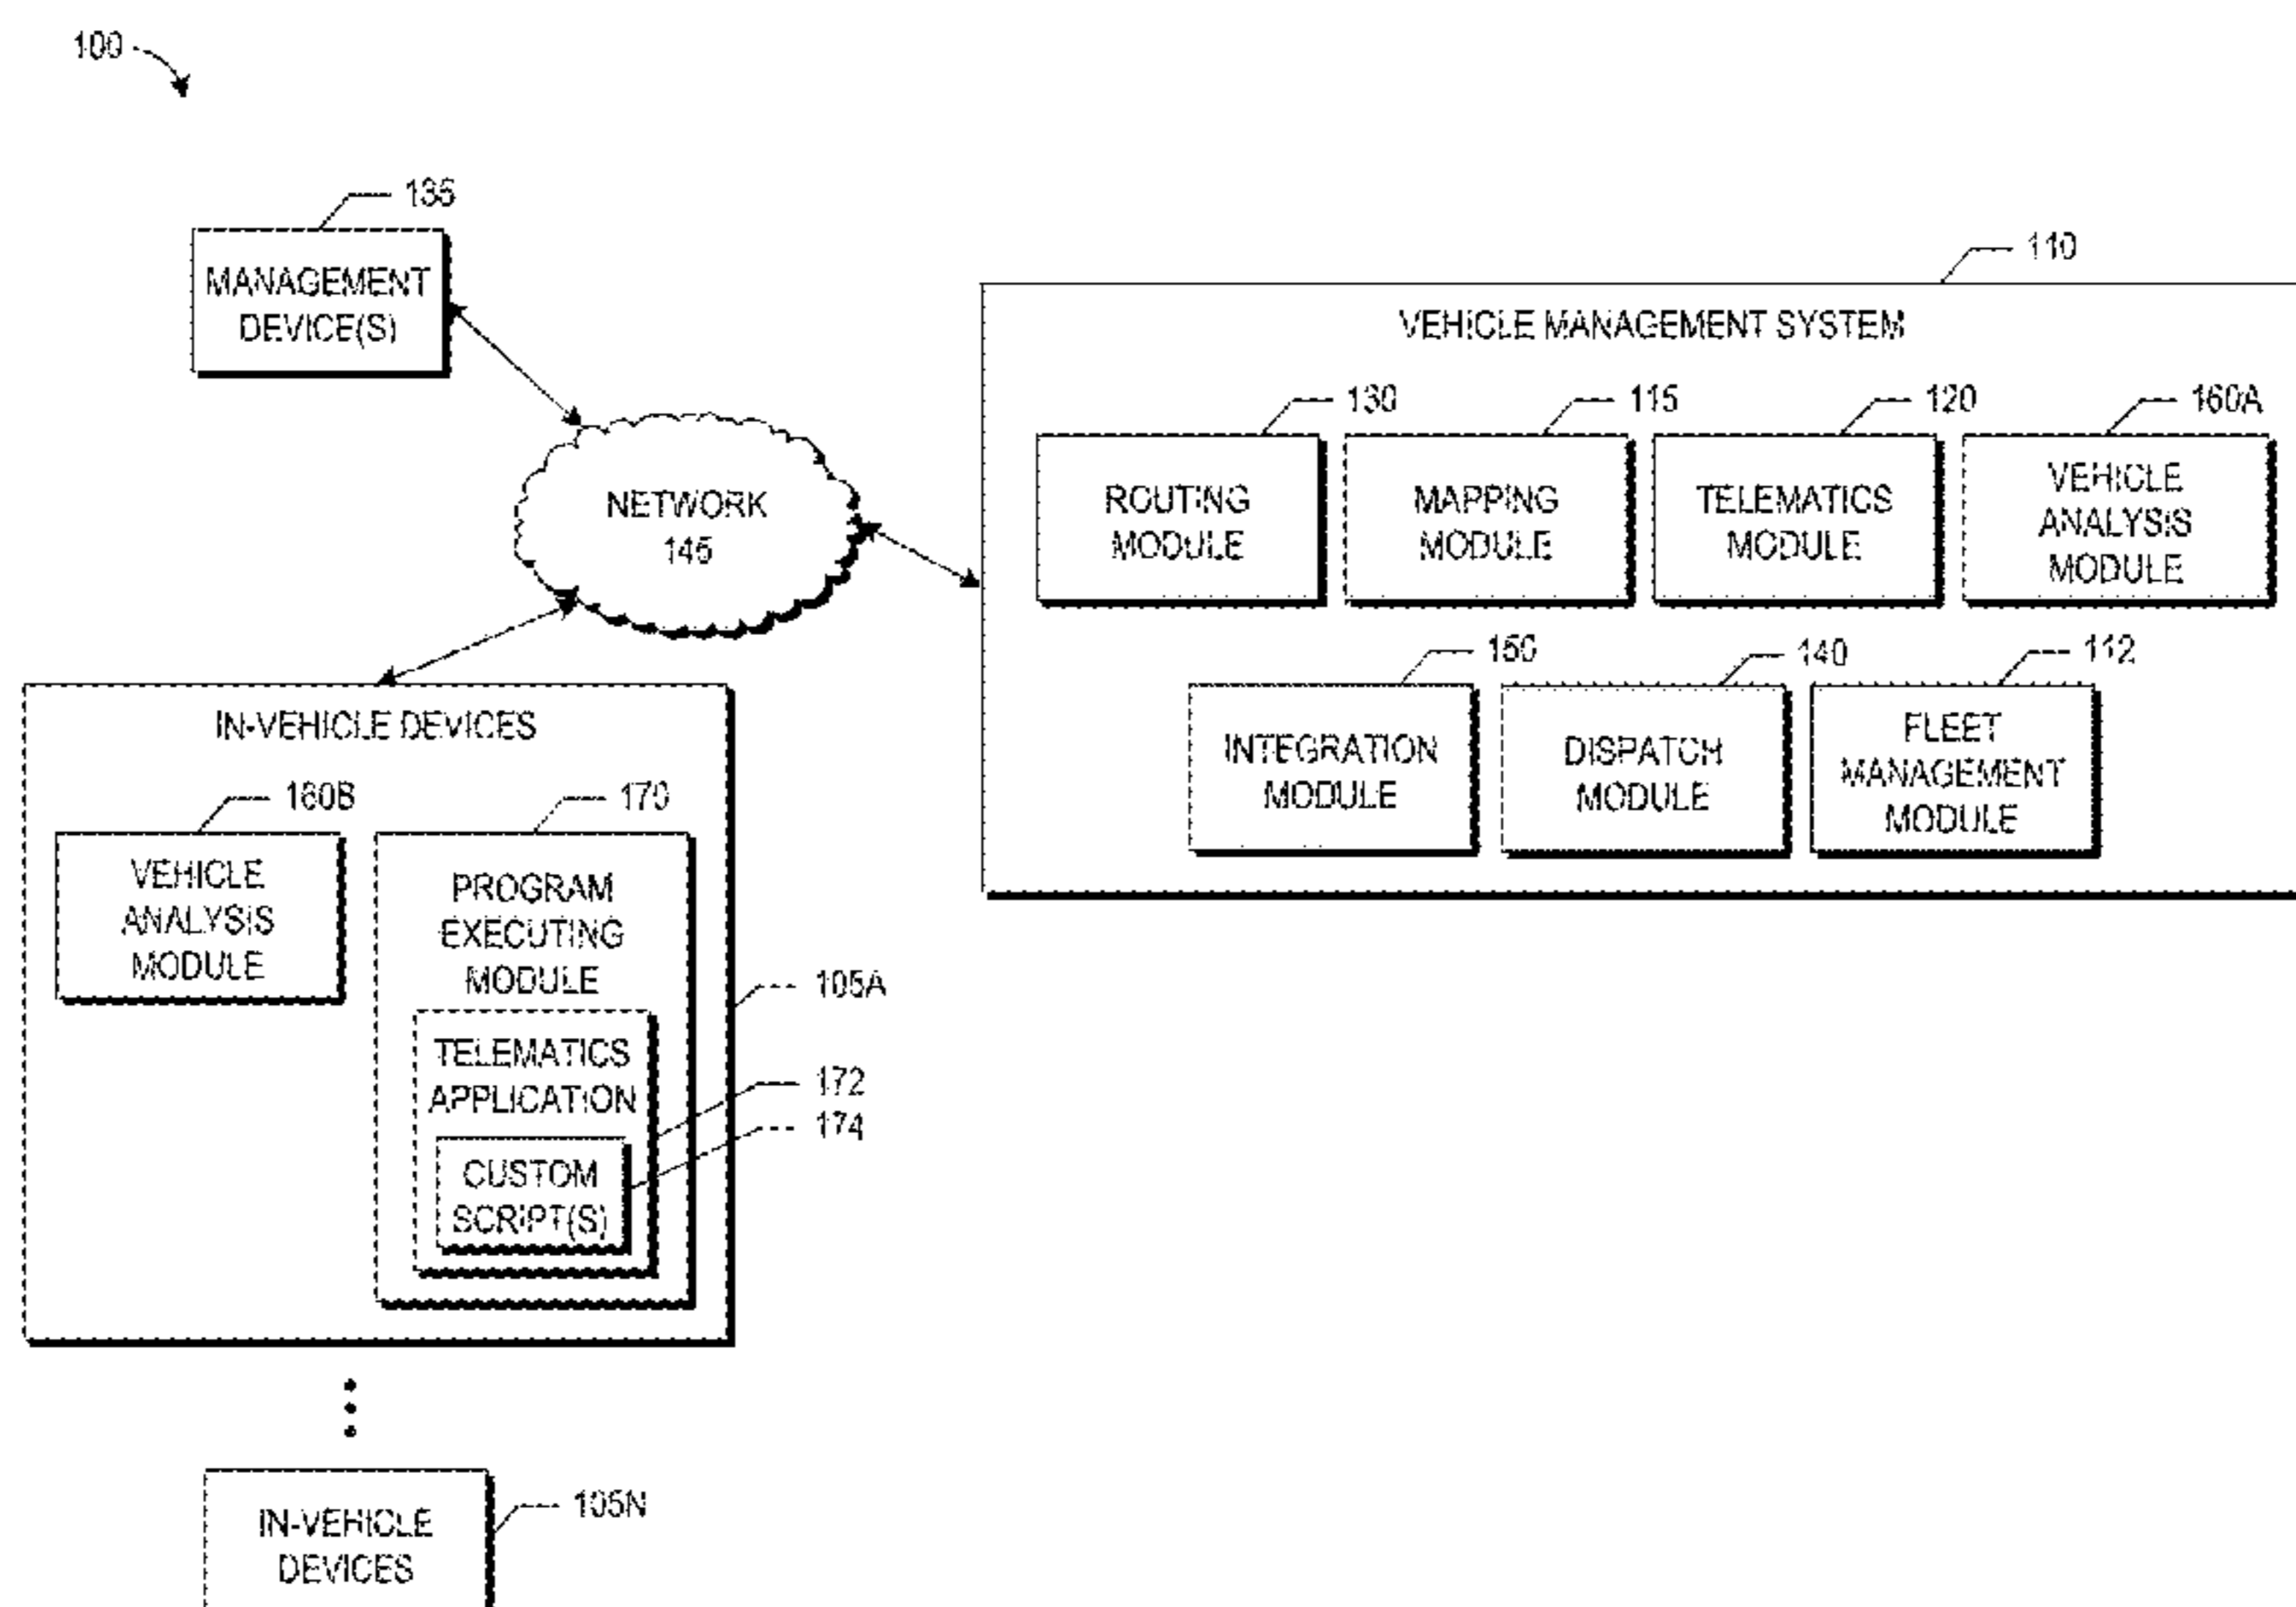 100
135
MANAGEMENT
DEVICE(S)
110
VEHICLE MANAGEMENT SYSTEM
130
115
120
160A
ROUTING
MODULE
MAPPING
MODULE
TELEMATICS
MODULE
VEHICLE
ANALYSIS
MODULE
NETWORK
145
150
140
112
INTEGRATION
MODULE
DISPATCH
MODULE
FLEET
MANAGEMENT
MODULE
IN-VEHICLE DEVICES
160B
170
VEHICLE
ANALYSIS
MODULE
PROGRAM
EXECUTING
MODULE
105A
TELEMATICS
APPLICATION
172
174
CUSTOM
SCRIPT(S)
105N
IN-VEHICLE
DEVICES